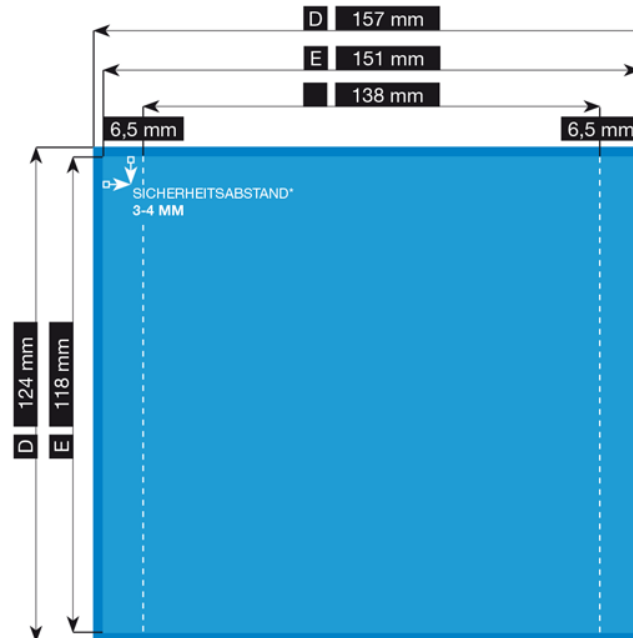 D 157 mm
E 151 mm
138 mm
6,5 mm 6,5 mm
SICHERHEITSABSTAND*
3-4 MM
D 124 mm
E 118 mm